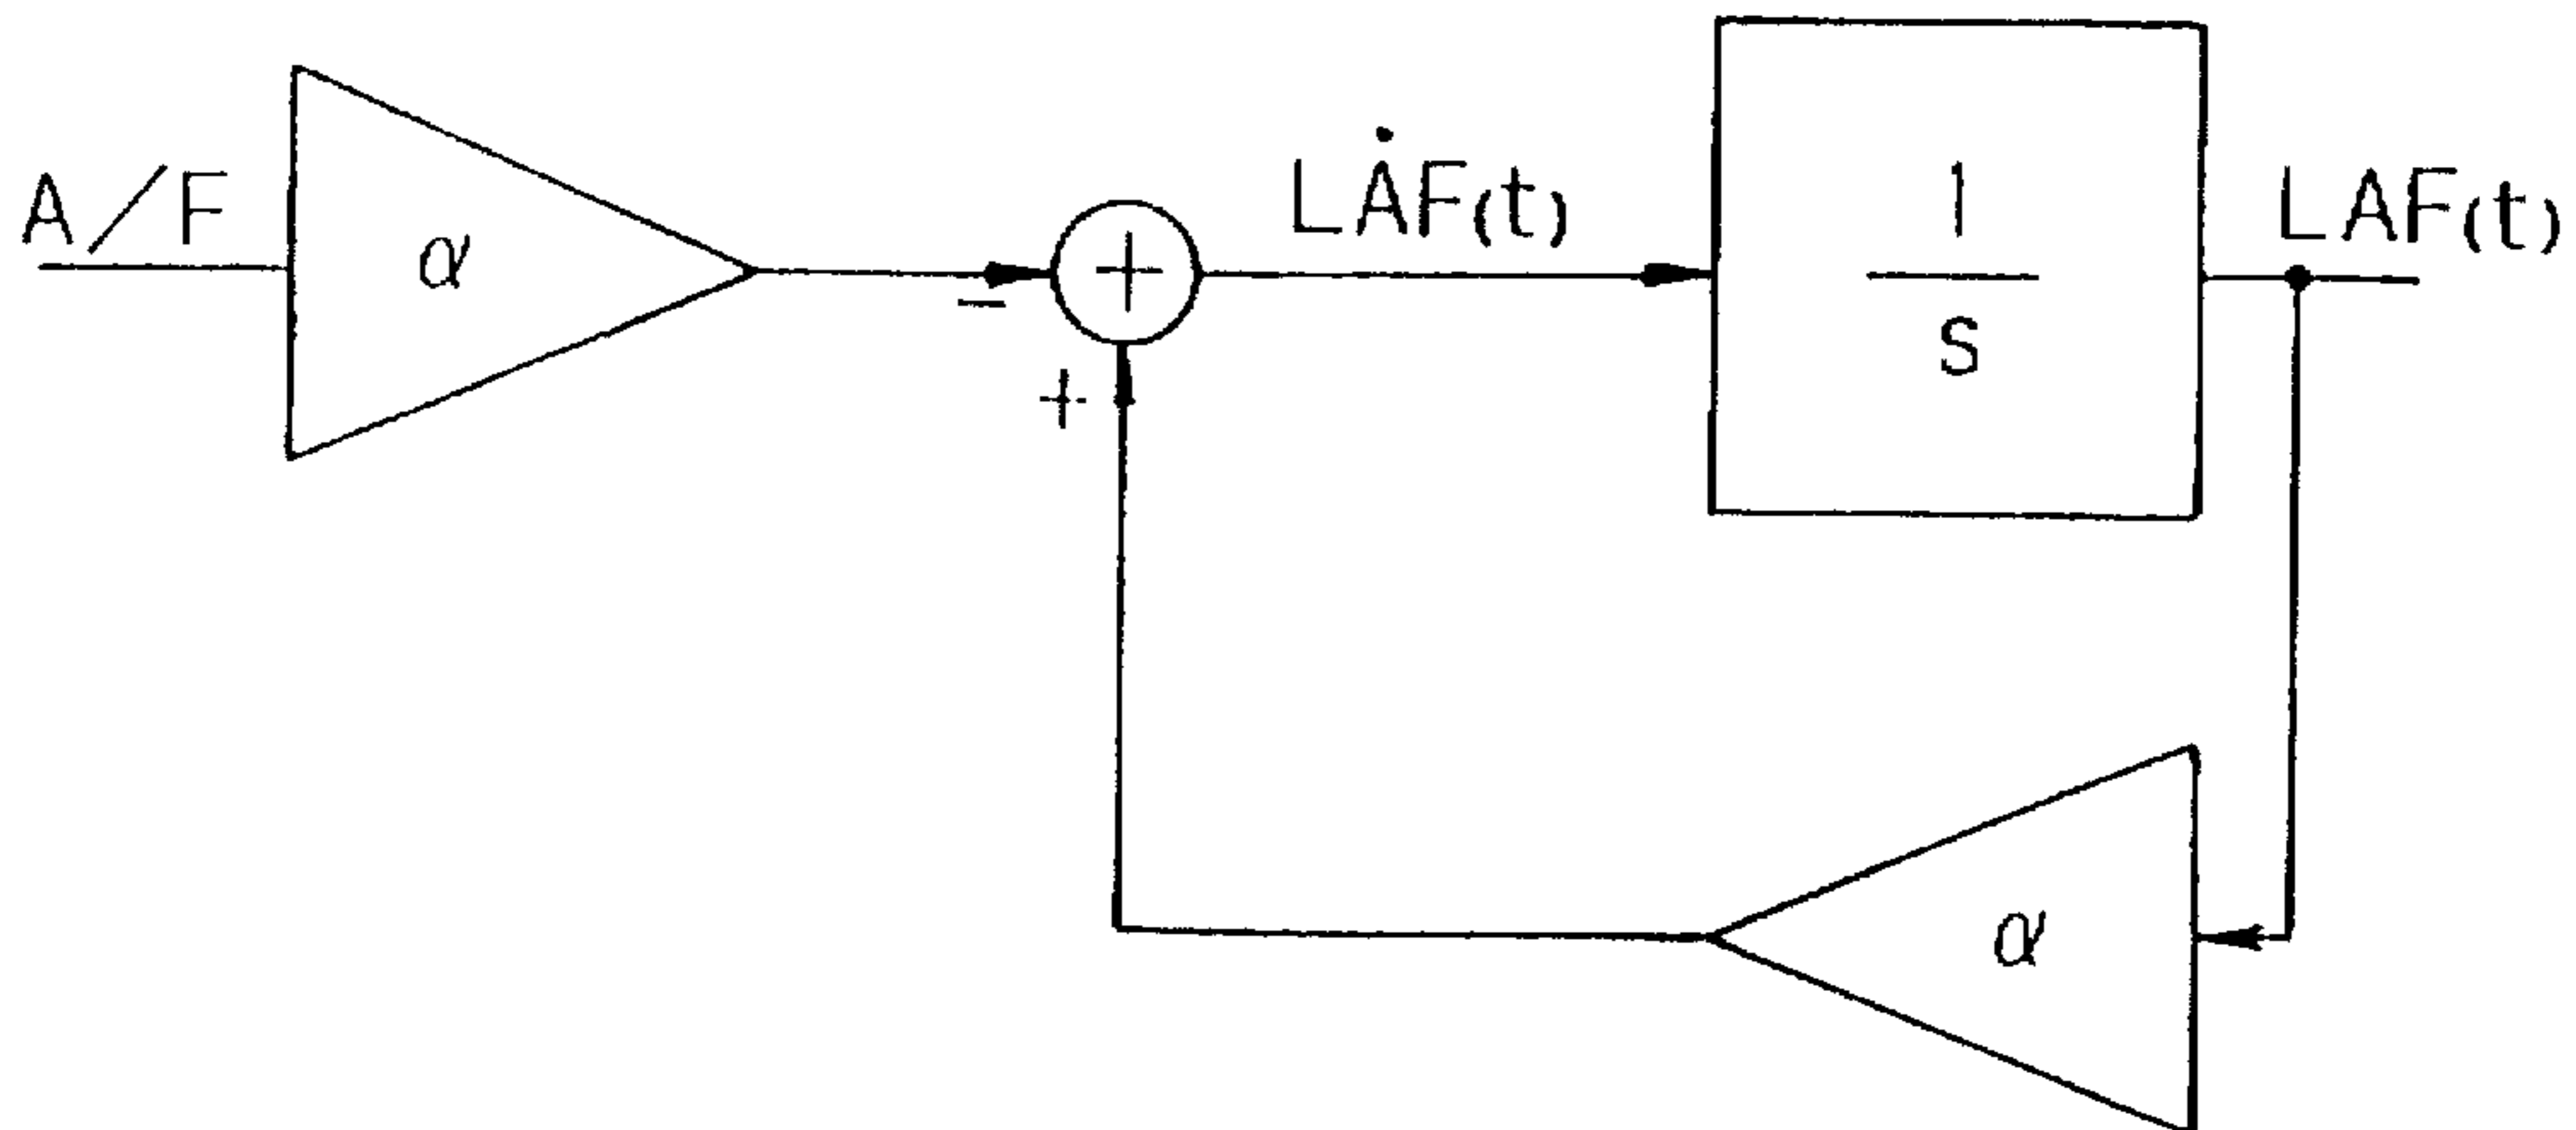 A/F
α
−
+
+
LȦF(t)
1
S
LAF(t)
α